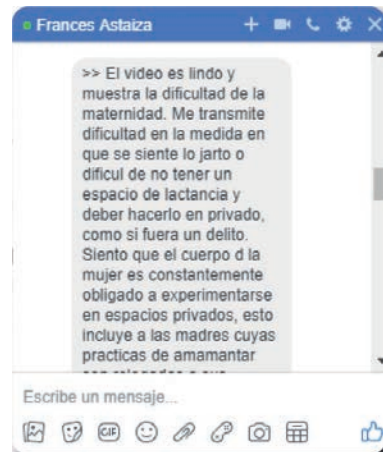 Frances Astaiza
>> El video es lindo y
muestra la dificultad de la
maternidad. Me transmite
dificultad en la medida en
que se siente lo jarto o
dificul de no tener un
espacio de lactancia y
deber hacerlo en privado,
como si fuera un delito.
Siento que el cuerpo d la
mujer es constantemente
obligado a experimentarse
en espacios privados, esto
incluye a las madres cuyas
practicas de amamantar
Escribe un mensaje...
GIF